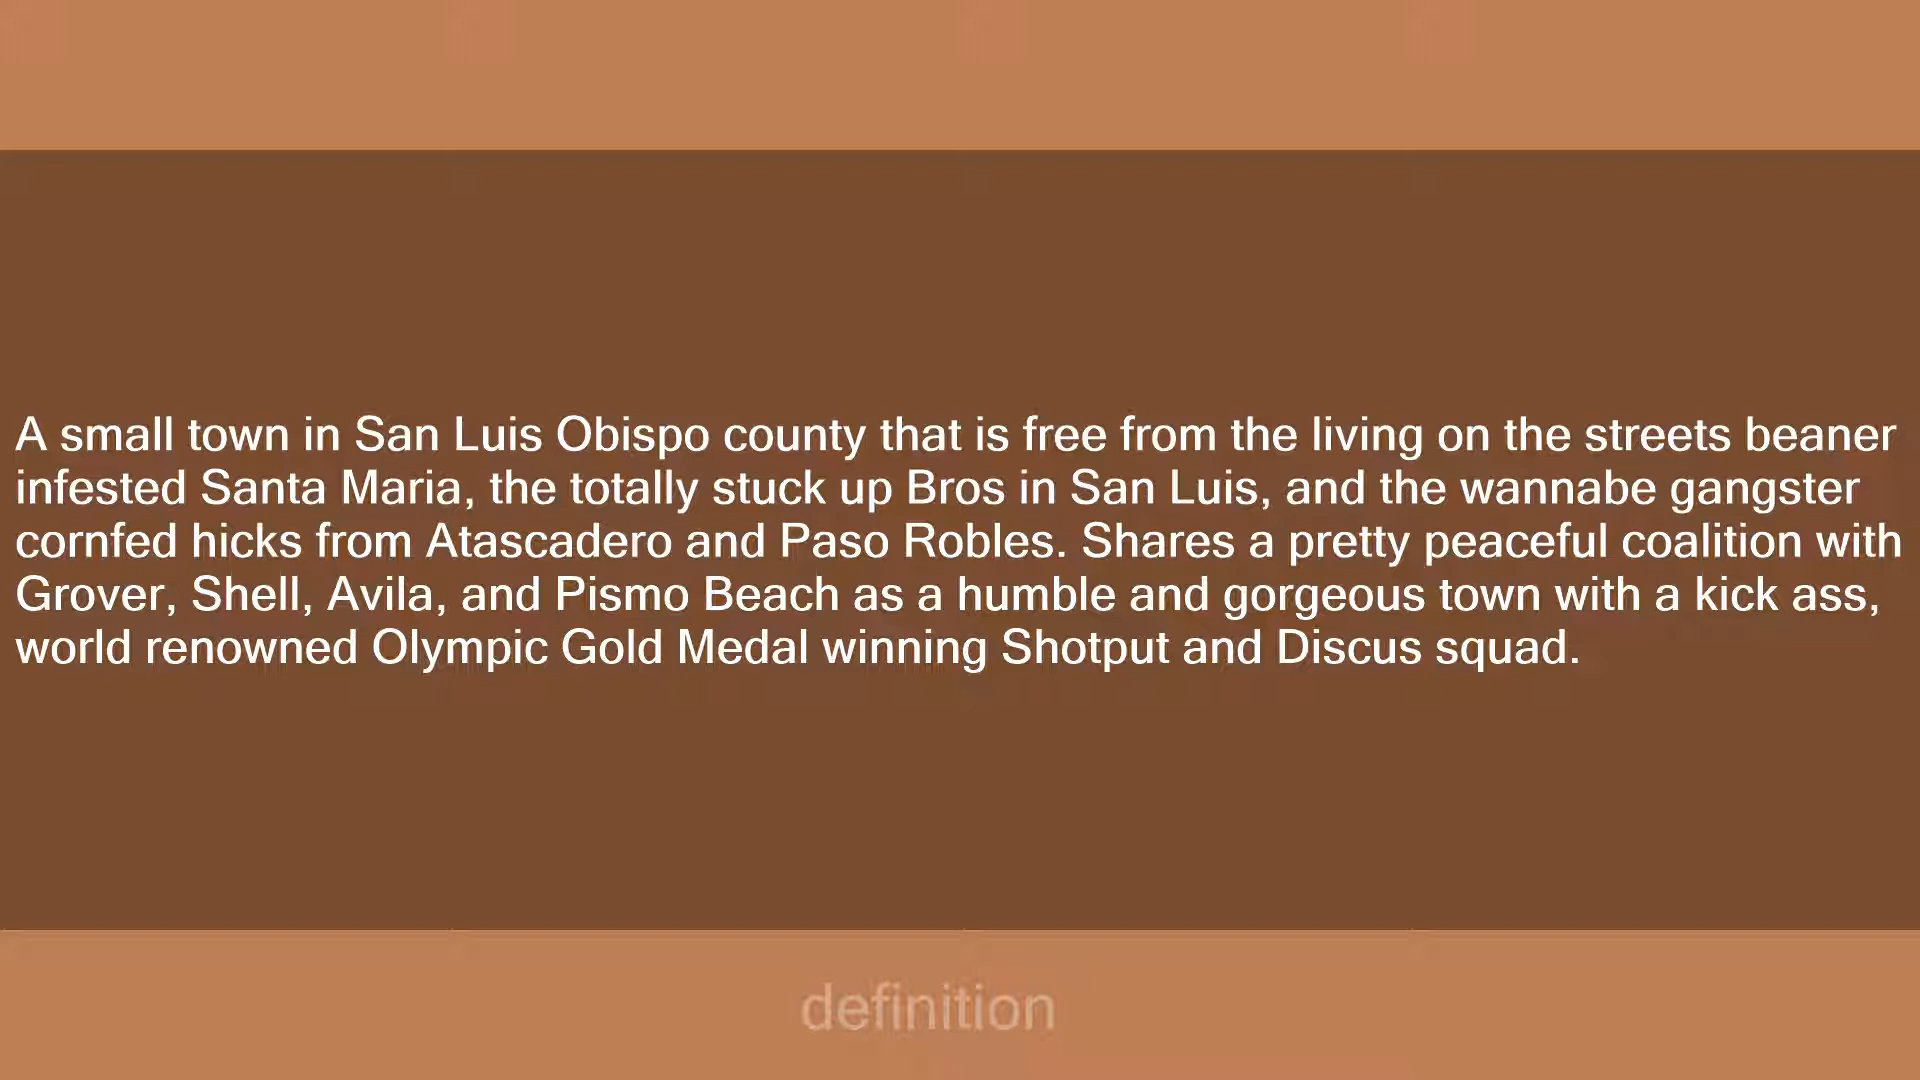 A small town in San Luis Obispo county that is free from the living on the streets beaner
infested Santa Maria, the totally stuck up Bros in San Luis, and the wannabe gangster
cornfed hicks from Atascadero and Paso Robles. Shares a pretty peaceful coalition with
Grover, Shell, Avila, and Pismo Beach as a humble and gorgeous town with a kick ass,
world renowned Olympic Gold Medal winning Shotput and Discus squad.
definition